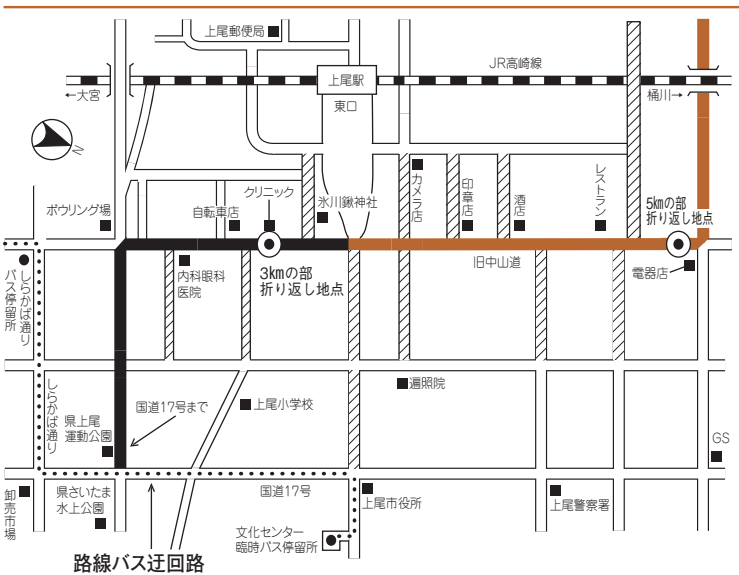 上尾郵便局
JR高崎線
上尾駅
東口
←大宮
桶川→
N
ボウリング場
自転車店
クリニック
氷川鍬神社
カメラ店
印章店
酒店
レストラン
5kmの部
折り返し地点
旧中山道
電器店
内科眼科
医院
3kmの部
折り返し地点
しらかば通り
バス停留所
しらかば通り
県上尾
運動公園
国道17号まで
上尾小学校
遍照院
GS
卸売市場
県さいたま
水上公園
国道17号
上尾市役所
上尾警察署
文化センター
臨時バス停留所
路線バス迂回路